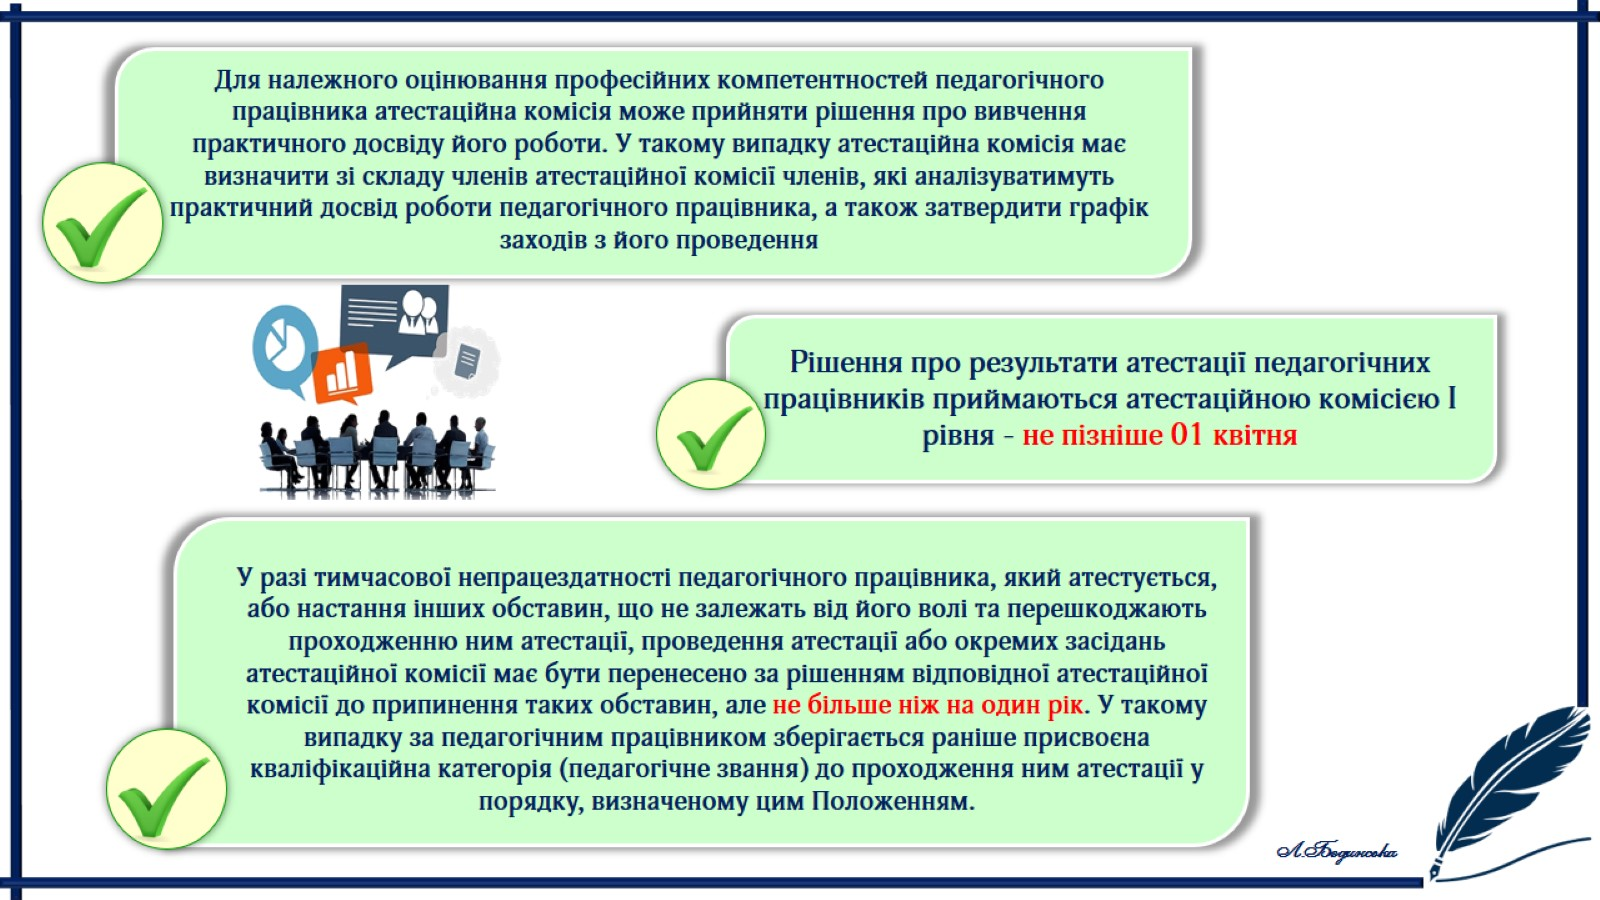 Для належного оцінювання професійних компетентностей педагогічного
працівника атестаційна комісія може прийняти рішення про вивчення
практичного досвіду його роботи. У такому випадку атестаційна комісія має
визначити зі складу членів атестаційної комісії членів, які аналізуватимуть
практичний досвід роботи педагогічного працівника, а також затвердити графік
заходів з його проведення
Рішення про результати атестації педагогічних
працівників приймаються атестаційною комісією І
рівня - не пізніше 01 квітня
У разі тимчасової непрацездатності педагогічного працівника, який атестується,
або настання інших обставин, що не залежать від його волі та перешкоджають
проходженню ним атестації, проведення атестації або окремих засідань
атестаційної комісії має бути перенесено за рішенням відповідної атестаційної
комісії до припинення таких обставин, але не більше ніж на один рік. У такому
випадку за педагогічним працівником зберігається раніше присвоєна
кваліфікаційна категорія (педагогічне звання) до проходження ним атестації у
порядку, визначеному цим Положенням.
Л.Бодинська